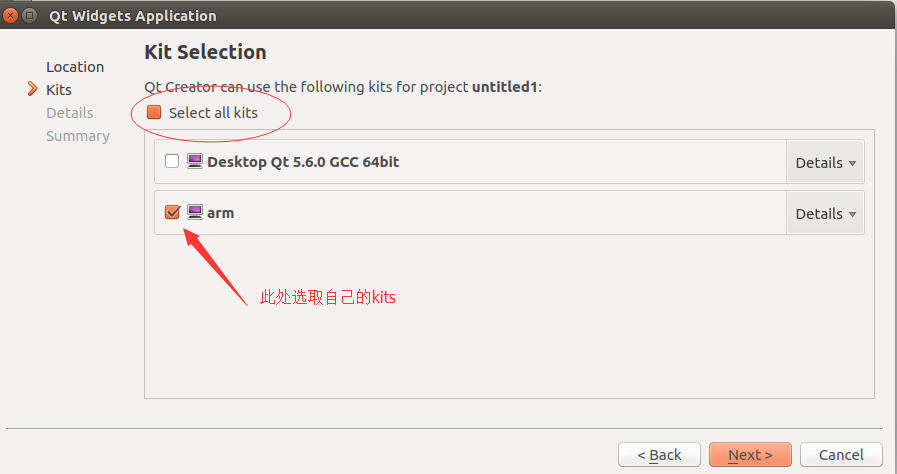 Qt Widgets Application
Location
Kits
Details
Summary
Kit Selection
Qt Creator can use the following kits for project untitled1:
Select all kits
Desktop Qt 5.6.0 GCC 64bit
Details
arm
Details
此处选取自己的kits
< Back
Next >
Cancel